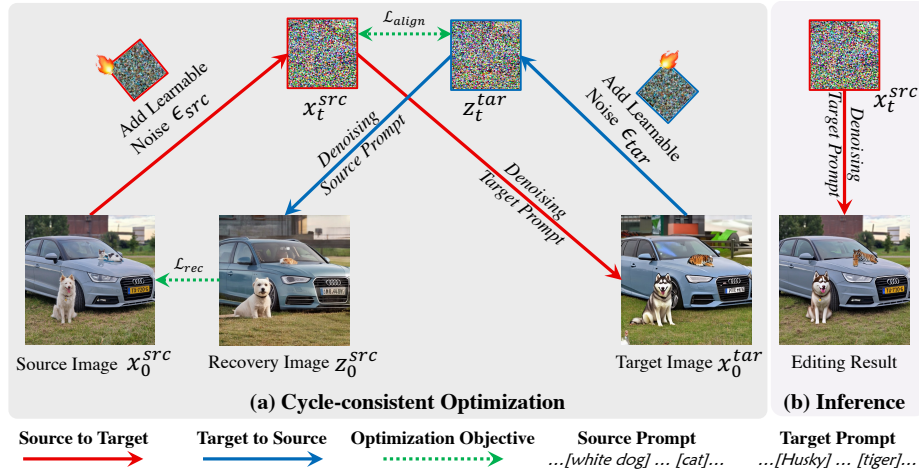 ℒ_align
Add Learnable
Noise ϵ_src
x_t^src
z_t^tar
Add Learnable
Noise ϵ_tar
Denoising
Source Prompt
Denoising
Target Prompt
ℒ_rec
Source Image x_0^src
Recovery Image z_0^src
Target Image x_0^tar
(a) Cycle-consistent Optimization
x_t^src
Denoising
Target Prompt
Editing Result
(b) Inference
Source to Target
Target to Source
Optimization Objective
Source Prompt
...[white dog] ... [cat]...
Target Prompt
...[Husky] ... [tiger]...